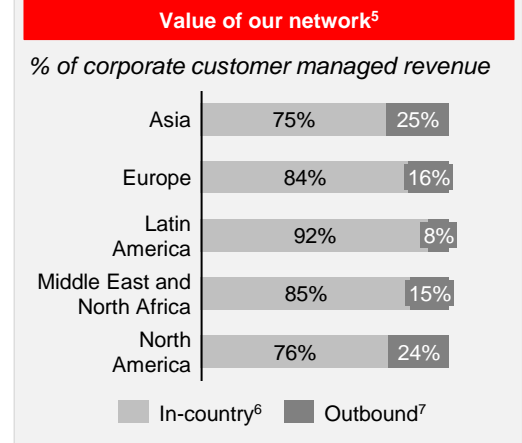 Value of our network⁵
% of corporate customer managed revenue
Asia 75% 25%
Europe 84% 16%
Latin
America 92% 8%
Middle East and
North Africa 85% 15%
North
America 76% 24%
In-country⁶ Outbound⁷